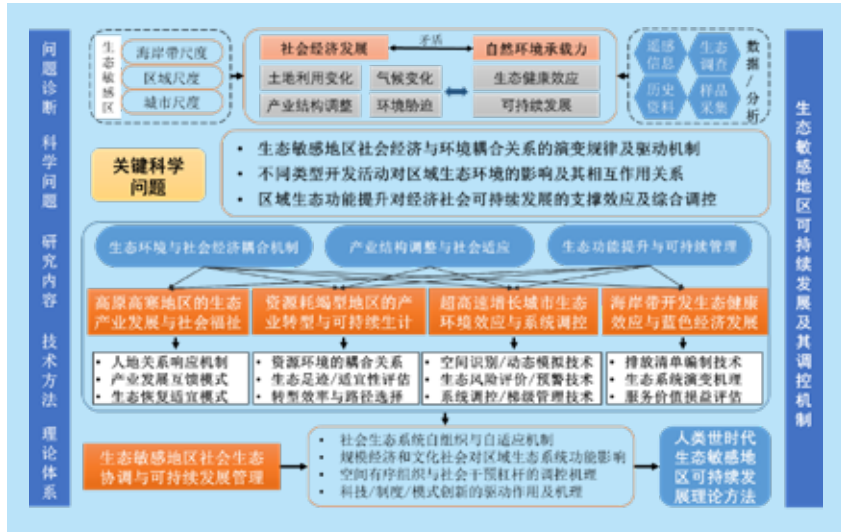 问题诊断
科学问题
研究内容
技术方法
理论体系
生态敏感区
海岸带尺度
区域尺度
城市尺度
社会经济发展
矛盾
自然环境承载力
土地利用变化
气候变化
生态健康效应
产业结构调整
环境胁迫
可持续发展
遥感
信息
生态
调查
历史
资料
样品
采集
数据/分析
关键科学
问题
• 生态敏感地区社会经济与环境耦合关系的演变规律及驱动机制
• 不同类型开发活动对区域生态环境的影响及其相互作用关系
• 区域生态功能提升对经济社会可持续发展的支撑效应及综合调控
生态环境与社会经济耦合机制
产业结构调整与社会适应
生态功能提升与可持续管理
高原高寒地区的生态
产业发展与社会福祉
资源耗竭型地区的产
业转型与可持续生计
超高速增长城市生态
环境效应与系统调控
海岸带开发生态健康
效应与蓝色经济发展
• 人地关系响应机制
• 产业发展互馈模式
• 生态恢复适宜模式
• 资源环境的耦合关系
• 生态足迹/适宜性评估
• 转型效率与路径选择
• 空间识别/动态模拟技术
• 生态风险评价/预警技术
• 系统调控/梯级管理技术
• 排放清单编制技术
• 生态系统演变机理
• 服务价值损益评估
生态敏感地区社会生态
协调与可持续发展管理
• 社会生态系统自组织与自适应机制
• 规模经济和文化社会对区域生态系统功能影响
• 空间有序组织与社会干预杠杆的调控机理
• 科技/制度/模式创新的驱动作用及机理
人类世时代
生态敏感地
区可持续发
展理论方法
生态敏感地区可持续发展及其调控机制